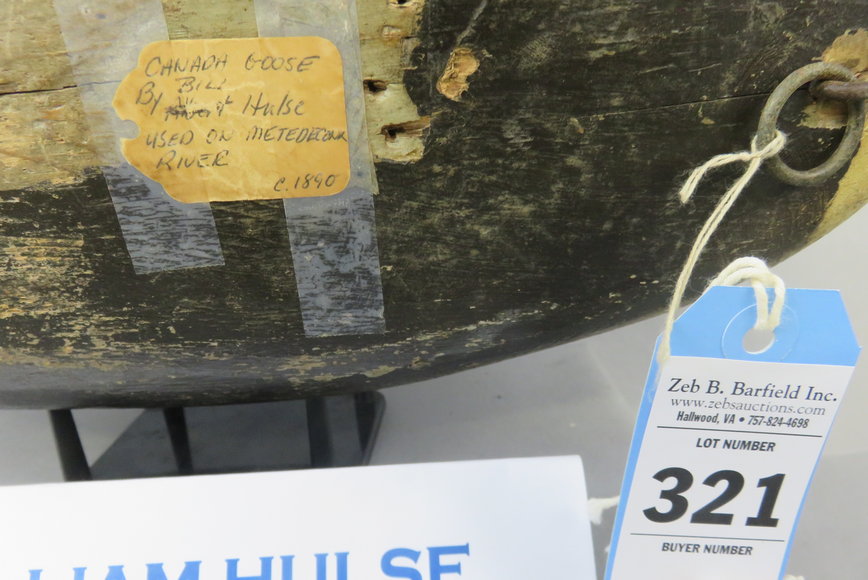 CANADA GOOSE
BILL
By Hulse
USED ON METEDECONK
RIVER
c. 1890
Zeb B. Barfield Inc.
www.zebsauctions.com
Hallwood, VA • 757-824-4698
LOT NUMBER
321
BUYER NUMBER
LIAM HULSE